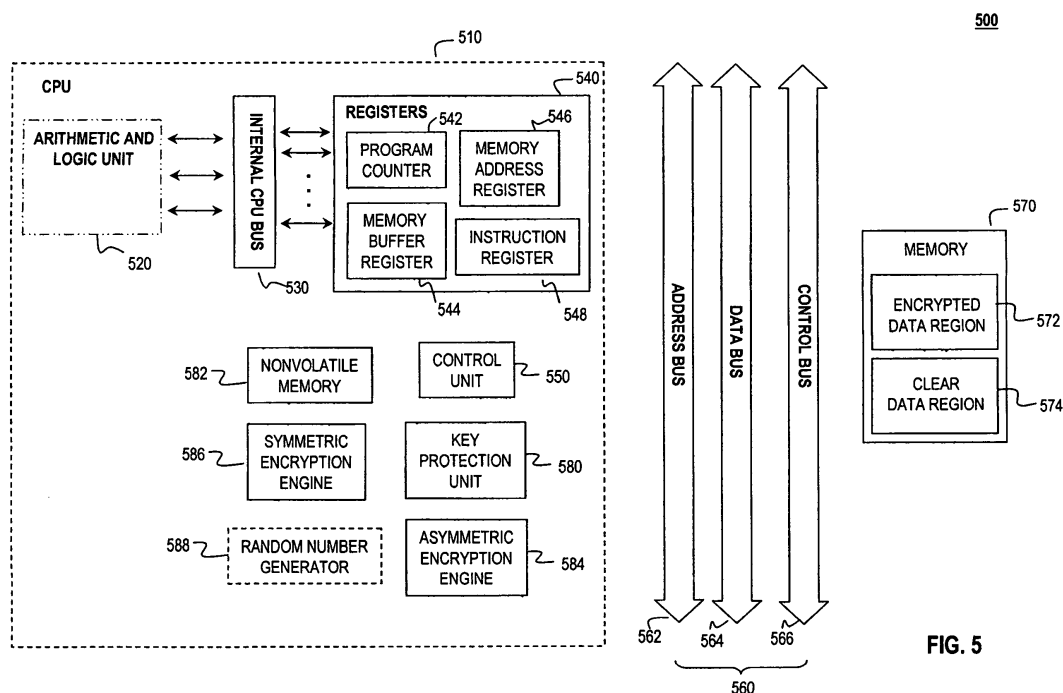 500
510
CPU
ARITHMETIC AND
LOGIC UNIT
520
INTERNAL CPU BUS
530
540
REGISTERS
542
546
PROGRAM
COUNTER
MEMORY
ADDRESS
REGISTER
MEMORY
BUFFER
REGISTER
INSTRUCTION
REGISTER
544
548
582
NONVOLATILE
MEMORY
CONTROL
UNIT
550
586
SYMMETRIC
ENCRYPTION
ENGINE
KEY
PROTECTION
UNIT
580
588
RANDOM NUMBER
GENERATOR
ASYMMETRIC
ENCRYPTION
ENGINE
584
ADDRESS BUS
DATA BUS
CONTROL BUS
562
564
566
560
570
MEMORY
ENCRYPTED
DATA REGION
572
CLEAR
DATA REGION
574
FIG. 5